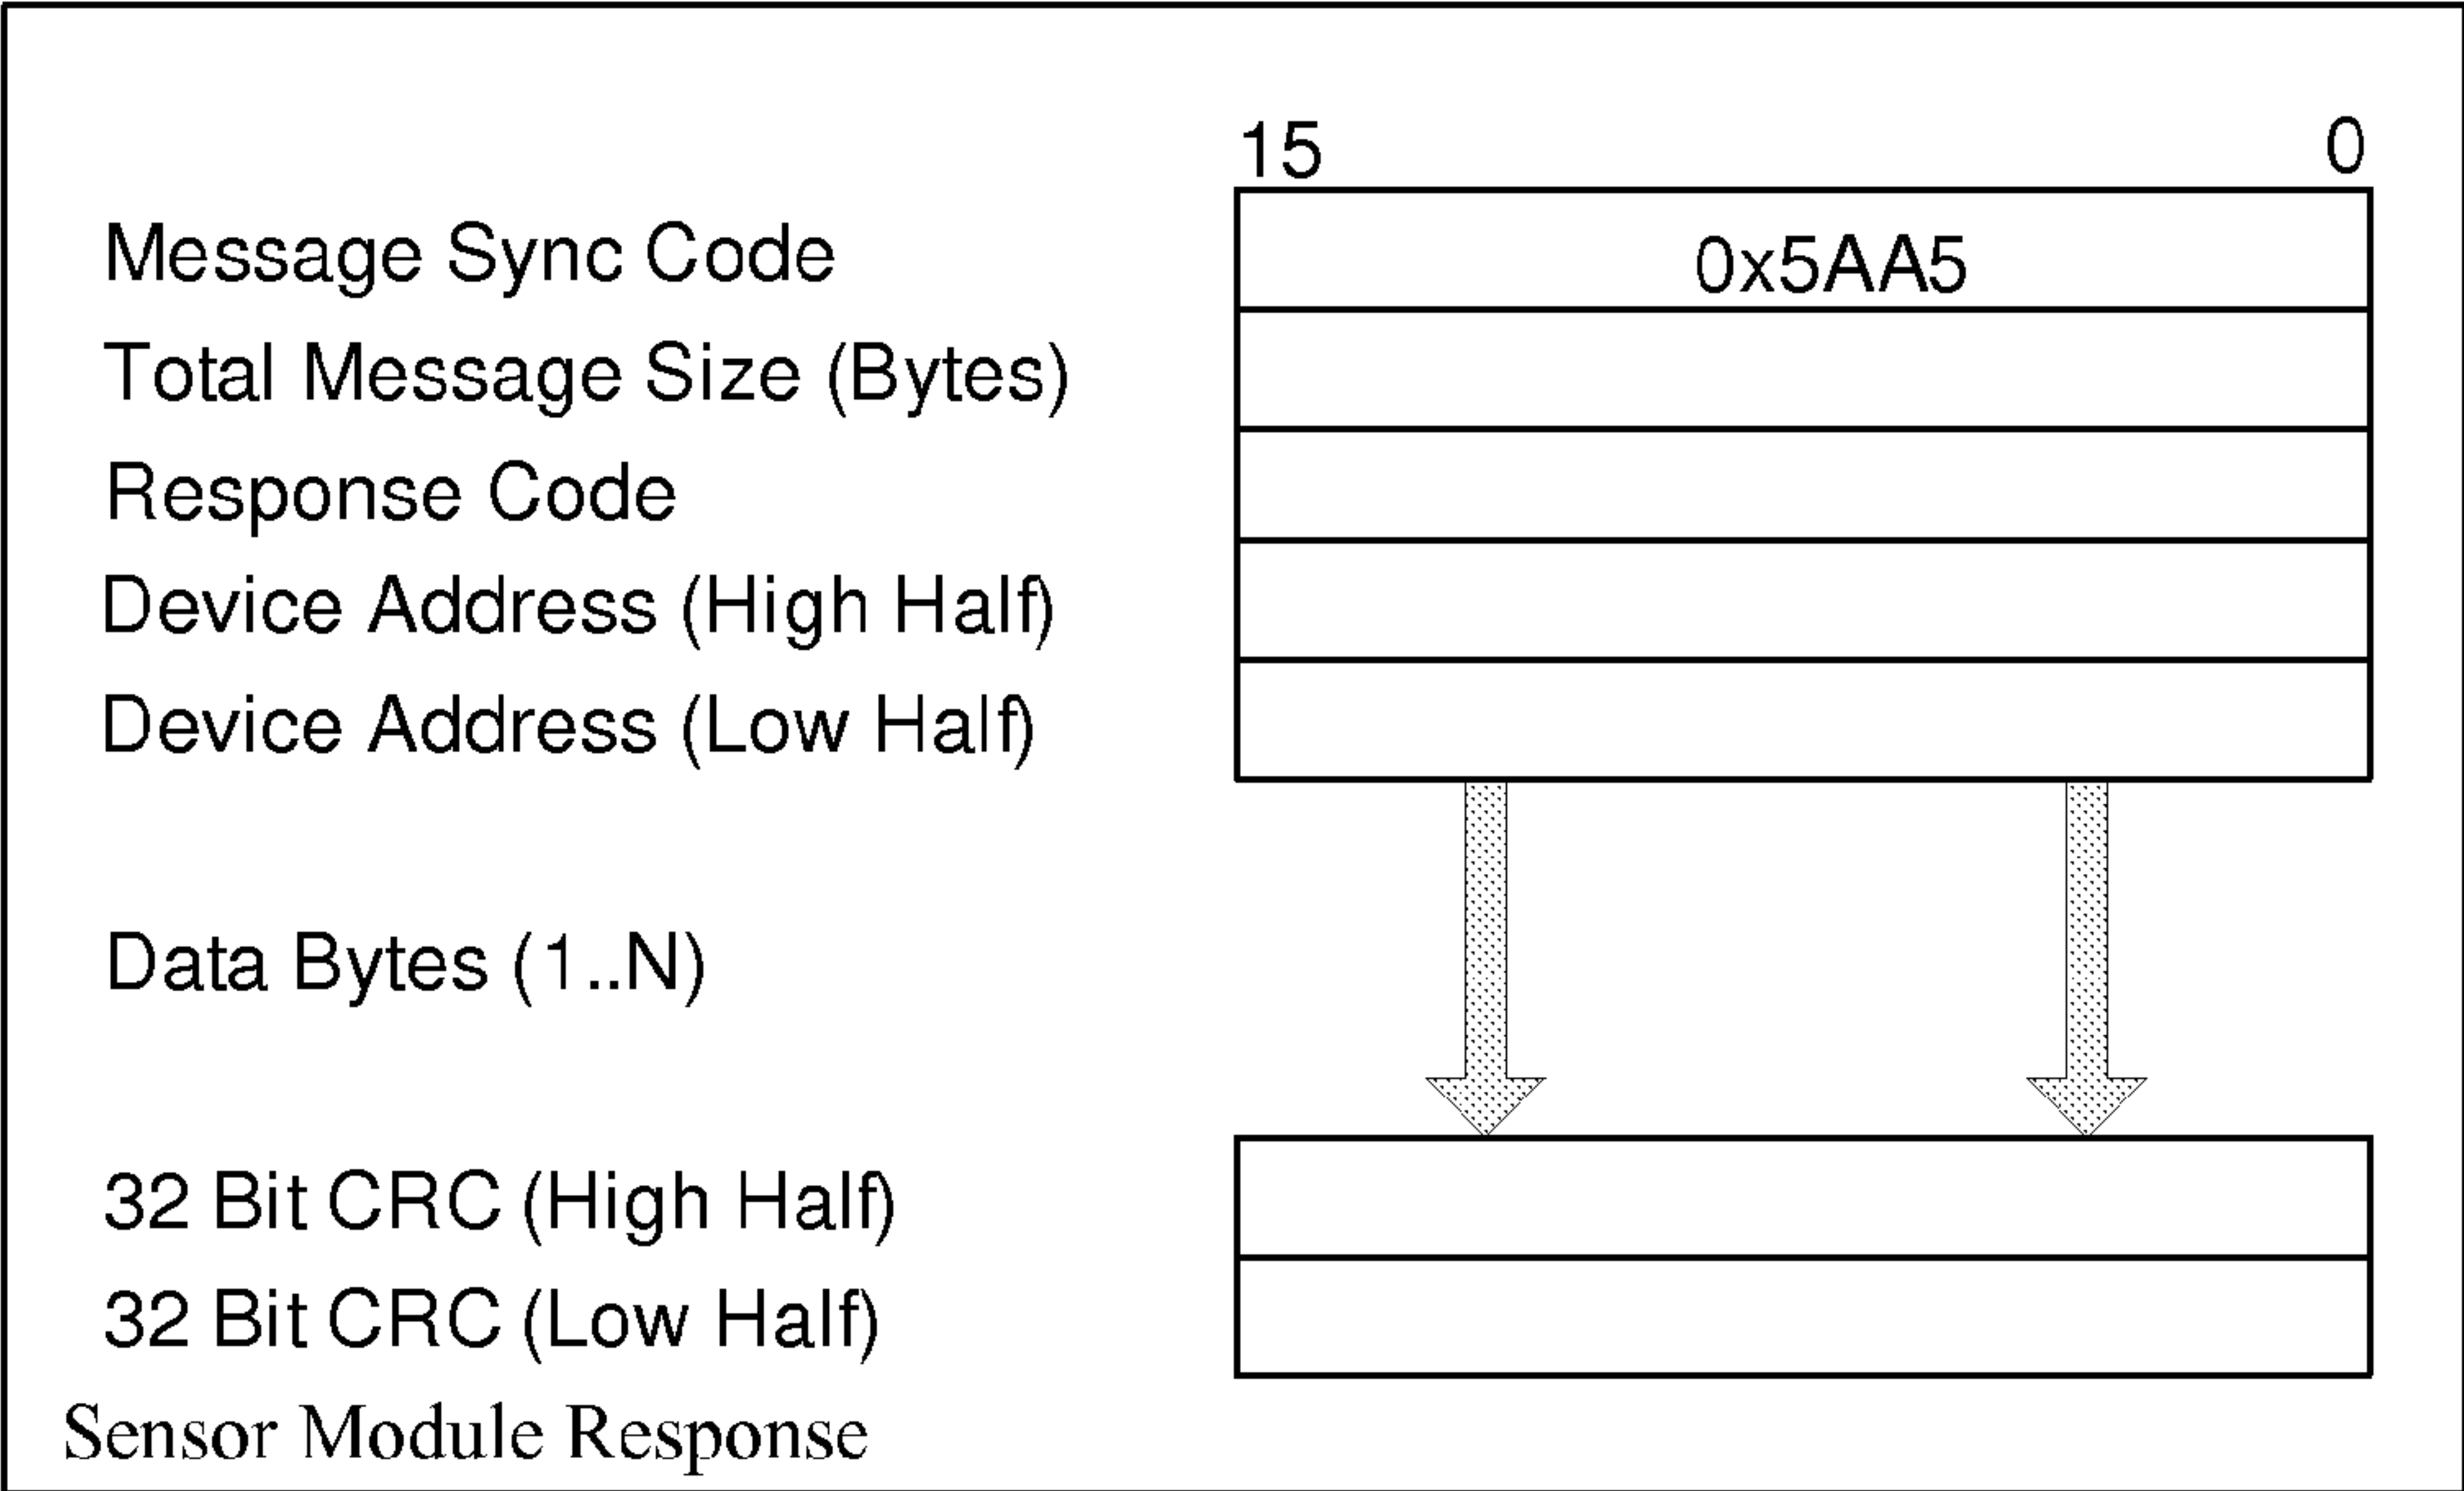 15 0
Message Sync Code 0x5AA5
Total Message Size (Bytes)
Response Code
Device Address (High Half)
Device Address (Low Half)
Data Bytes (1..N)
32 Bit CRC (High Half)
32 Bit CRC (Low Half)
Sensor Module Response